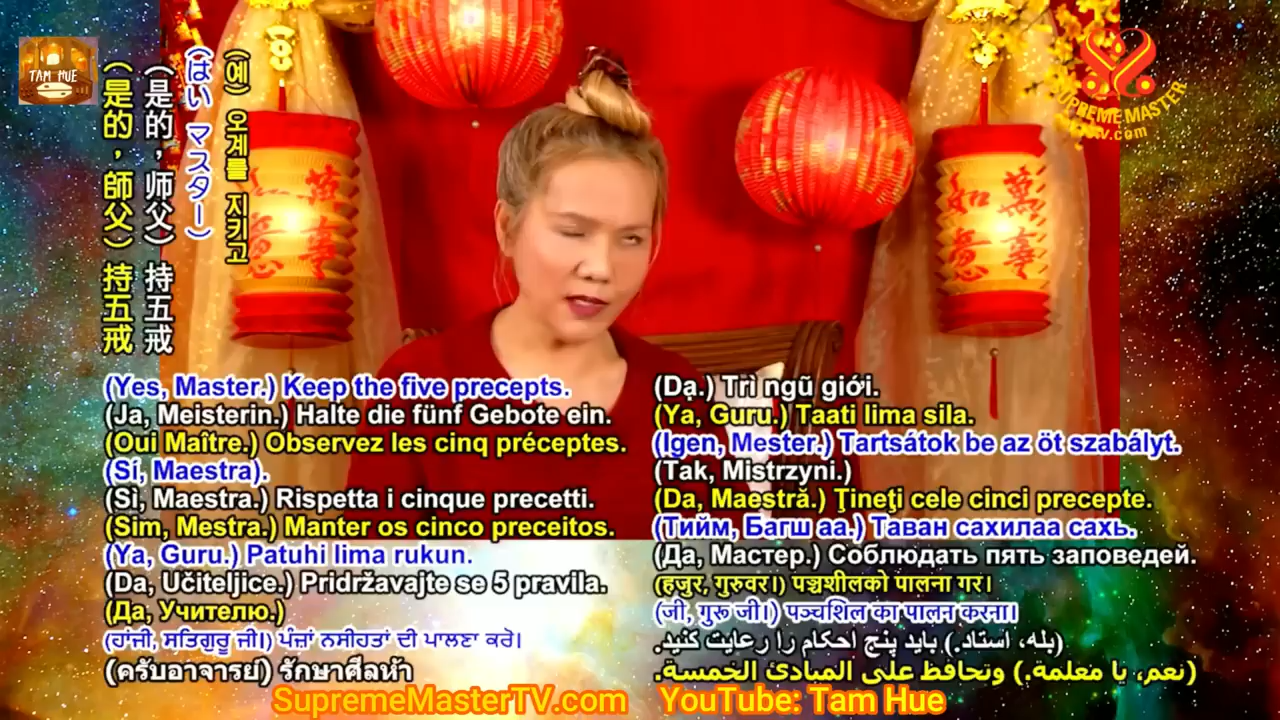 TAM HUE
SUPREME MASTER
TV.com
(예) 오계를 지키고
(はい マスター)
(是的，师父) 持五戒
(是的，師父) 持五戒
如意
萬壽
(Yes, Master.) Keep the five precepts.
(Ja, Meisterin.) Halte die fünf Gebote ein.
(Oui Maître.) Observez les cinq préceptes.
(Sí, Maestra).
(Sì, Maestra.) Rispetta i cinque precetti.
(Sim, Mestra.) Manter os cinco preceitos.
(Ya, Guru.) Patuhi lima rukun.
(Da, Učiteljice.) Pridržavajte se 5 pravila.
(Да, Учителю.)
(ਹਾਂਜੀ, ਸਤਿਗੁਰੂ ਜੀ।) ਪੰਜ਼ਾਂ ਨਸੀਹਤਾਂ ਦੀ ਪਾਲਣਾ ਕਰੋ।
(ครับอาจารย์) รักษาศีลห้า
(Dạ.) Trì ngũ giới.
(Ya, Guru.) Taati lima sila.
(Igen, Mester.) Tartsátok be az öt szabályt.
(Tak, Mistrzyni.)
(Da, Maestră.) Ţineţi cele cinci precepte.
(Тийм, Багш аа.) Таван сахилаа сахь.
(Да, Мастер.) Соблюдать пять заповедей.
(हजुर, गुरुवर।) पञ्चशीलको पालना गर।
(जी, गुरू जी।) पञ्चशिल का पालन करना।
(بله، استاد.) باید پنج احکام را رعایت کنید.
(نعم، يا معلمة.) وتحافظ على المبادئ الخمسة.
SupremeMasterTV.com YouTube: Tam Hue